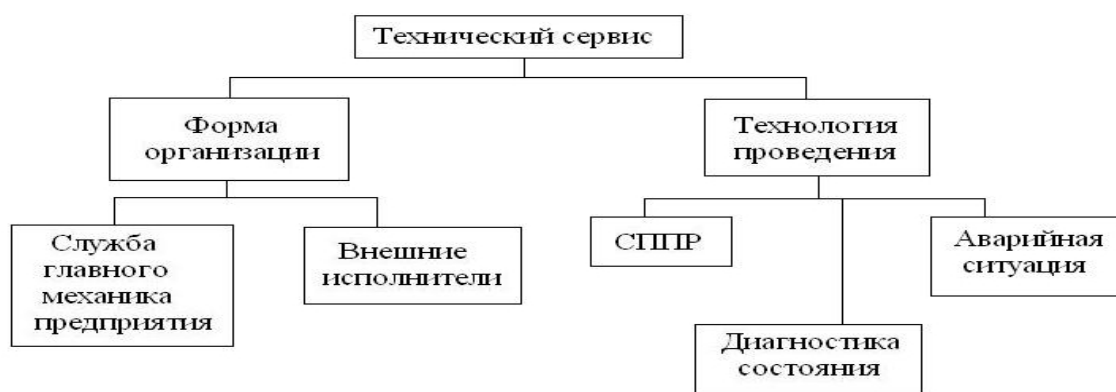 Технический сервис
Форма
организации
Технология
проведения
Служба
главного
механика
предприятия
Внешние
исполнители
СППР
Аварийная
ситуация
Диагностика
состояния